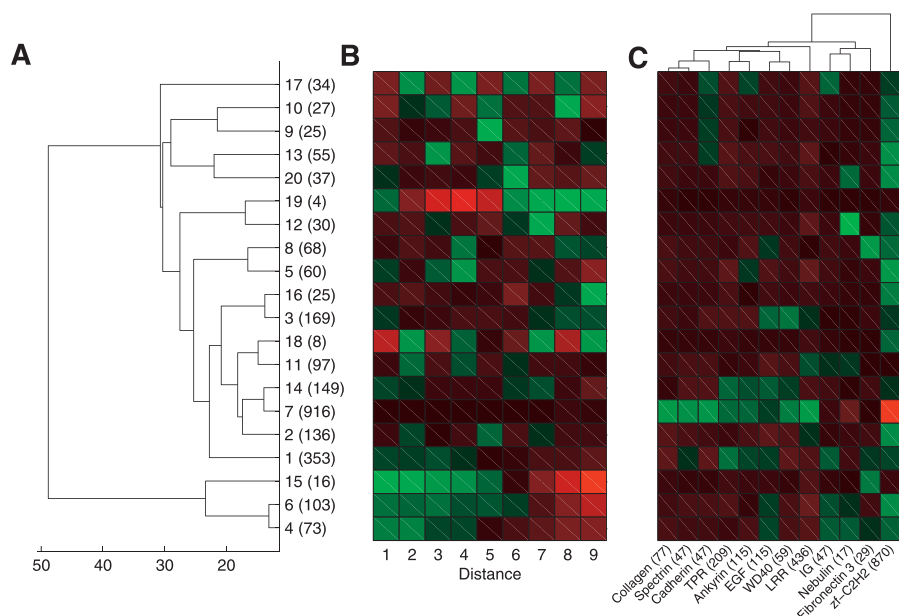 A
B
C
17 (34)
10 (27)
9 (25)
13 (55)
20 (37)
19 (4)
12 (30)
8 (68)
5 (60)
16 (25)
3 (169)
18 (8)
11 (97)
14 (149)
7 (916)
2 (136)
1 (353)
15 (16)
6 (103)
4 (73)
50 40 30 20
1 2 3 4 5 6 7 8 9
Distance
Collagen (77)
Spectrin (47)
Cadherin (47)
TPR (209)
Ankyrin (115)
EGF (115)
WD40 (59)
LRR (436)
IG (47)
Nebulin (17)
Fibronectin 3 (29)
zf-C2H2 (870)